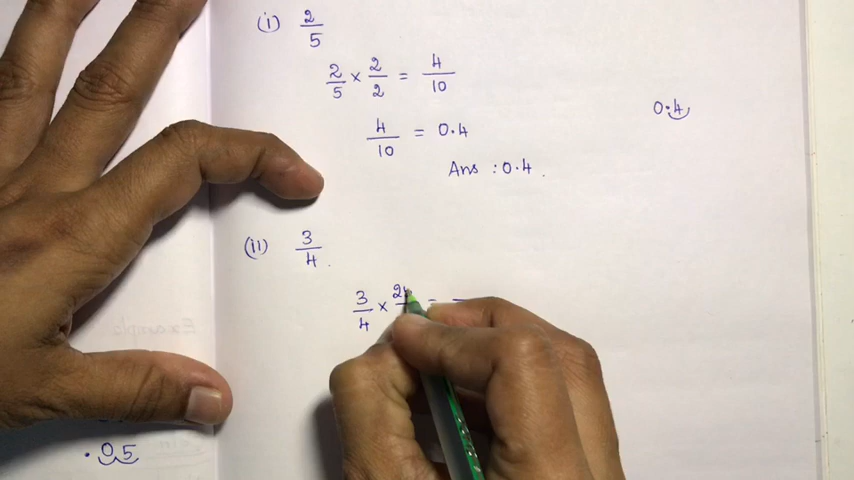 (i) 2/5
2/5 × 2/2 = 4/10
0.4
4/10 = 0.4
Ans : 0.4 .
(ii) 3/4 .
3/4 ×
.05